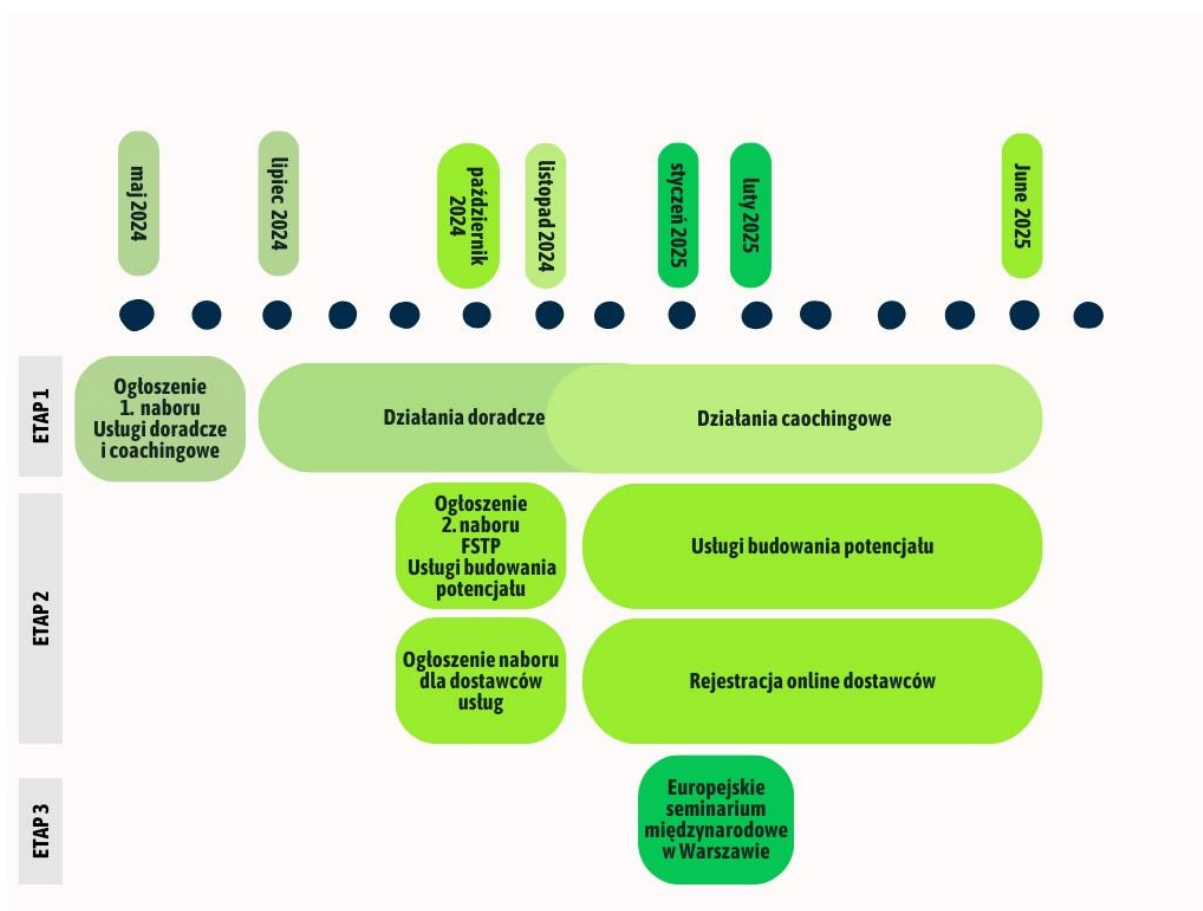 maj 2024
lipiec 2024
październik
2024
listopad 2024
styczeń 2025
luty 2025
June 2025
ETAP 1
Ogłoszenie
1. naboru
Usługi doradcze
i coachingowe
Działania doradcze
Działania caochingowe
ETAP 2
Ogłoszenie
2. naboru
FSTP
Usługi budowania
potencjału
Usługi budowania potencjału
Ogłoszenie naboru
dla dostawców
usług
Rejestracja online dostawców
ETAP 3
Europejskie
seminarium
międzynarodowe
w Warszawie